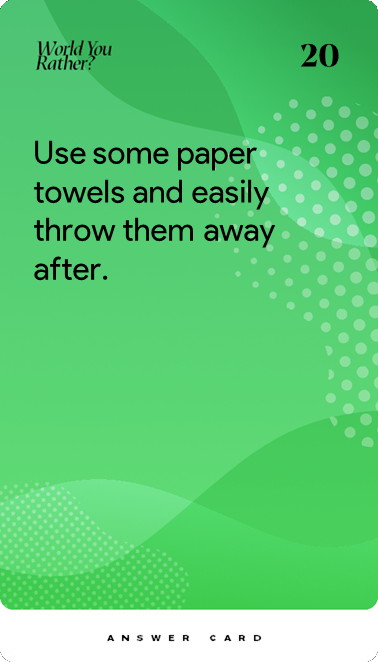 World You
Rather?
20
Use some paper
towels and easily
throw them away
after.
ANSWER CARD